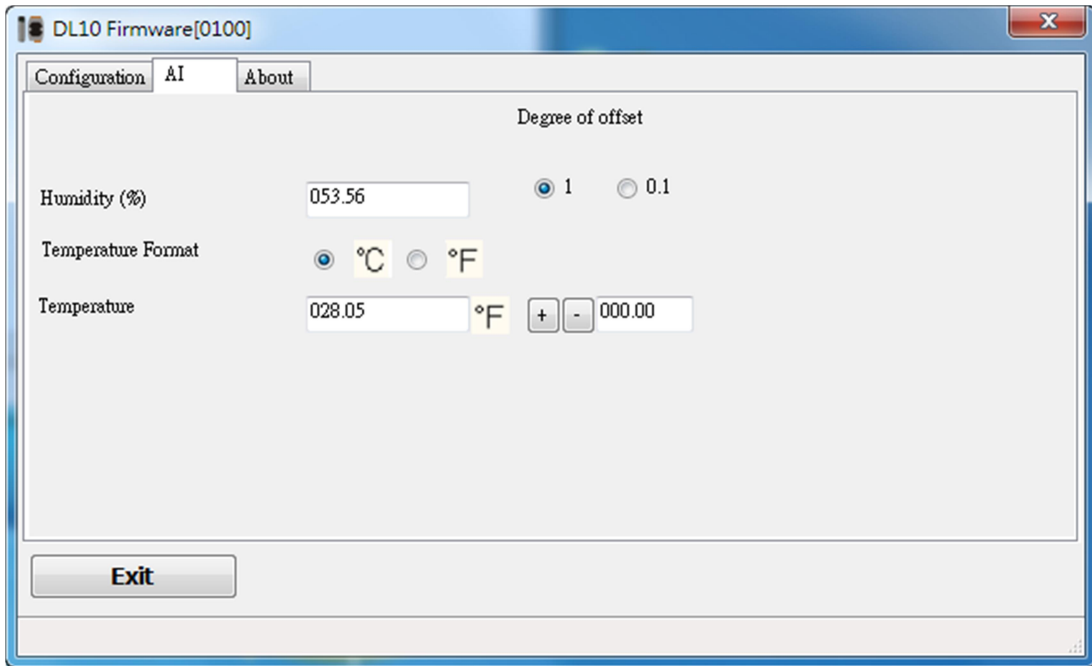 DL10 Firmware[0100]
Configuration AI About
Degree of offset
Humidity (%) 053.56 1 0.1
Temperature Format °C °F
Temperature 028.05 °F + - 000.00
Exit